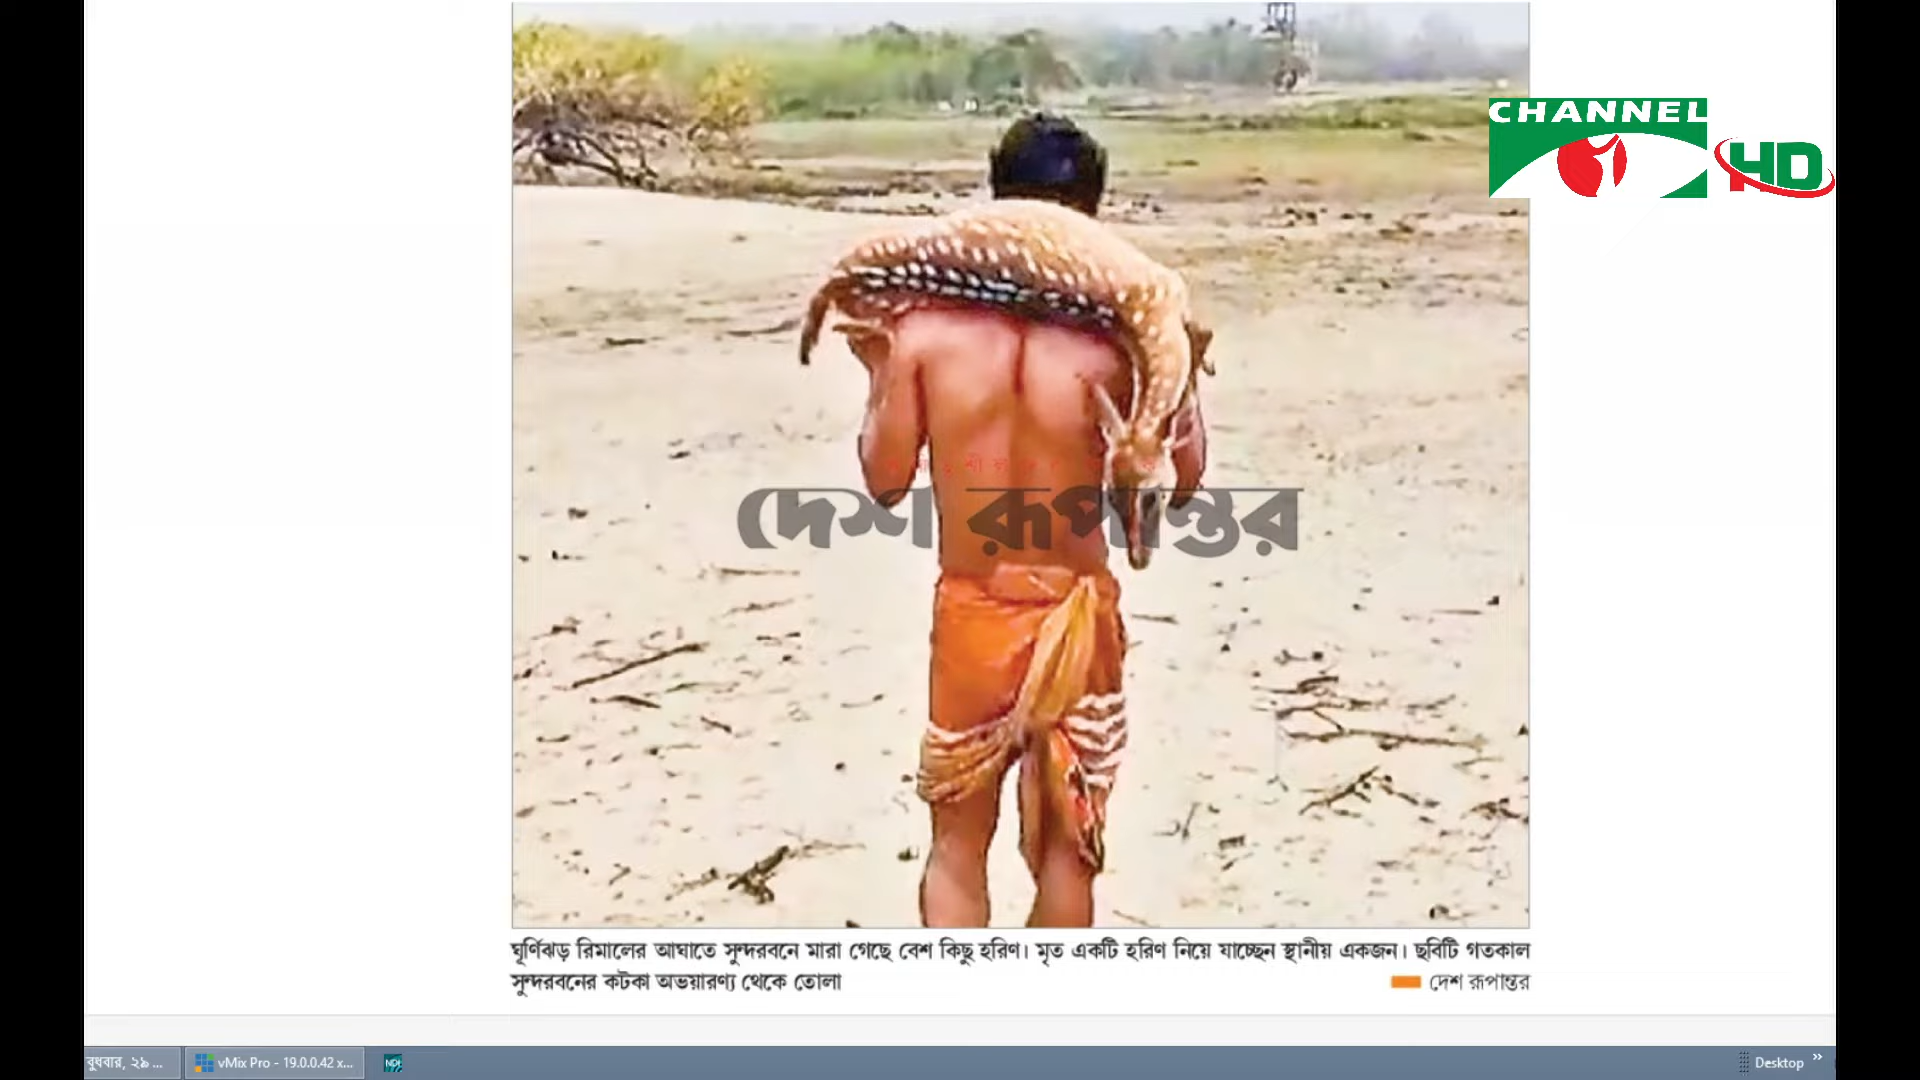 CHANNEL
HD
দেশ রূপান্তর
ঘূর্ণিঝড় রিমালের আঘাতে সুন্দরবনে মারা গেছে বেশ কিছু হরিণ। মৃত একটি হরিণ নিয়ে যাচ্ছেন স্থানীয় একজন। ছবিটি গতকাল
সুন্দরবনের কটকা অভয়ারণ্য থেকে তোলা
দেশ রূপান্তর
বুধবার, ২৯ ...
vMix Pro - 19.0.0.42 x...
NDI
Desktop